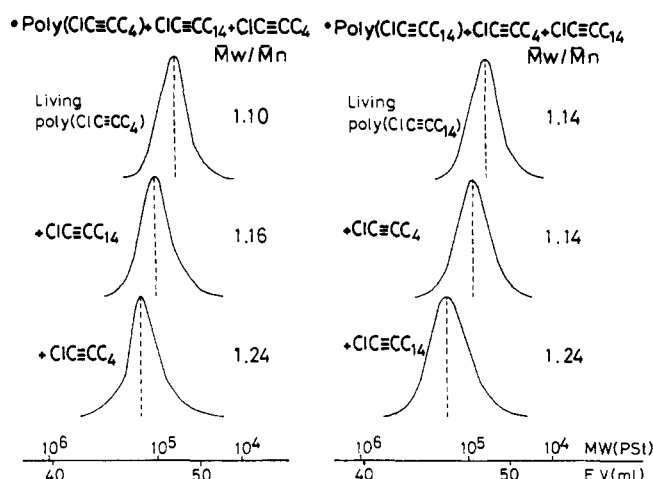 •Poly(ClC≡CC₄)+ClC≡CC₁₄+ClC≡CC₄
M̄w/M̄n
Living
poly(ClC≡CC₄)
1.10
+ClC≡CC₁₄
1.16
+ClC≡CC₄
1.24
10⁶ 10⁵ 10⁴
40 50
•Poly(ClC≡CC₁₄)+ClC≡CC₄+ClC≡CC₁₄
M̄w/M̄n
Living
poly(ClC≡CC₁₄)
1.14
+ClC≡CC₄
1.14
+ClC≡CC₁₄
1.24
10⁶ 10⁵ 10⁴ MW(PSt)
40 50 E.V(ml)